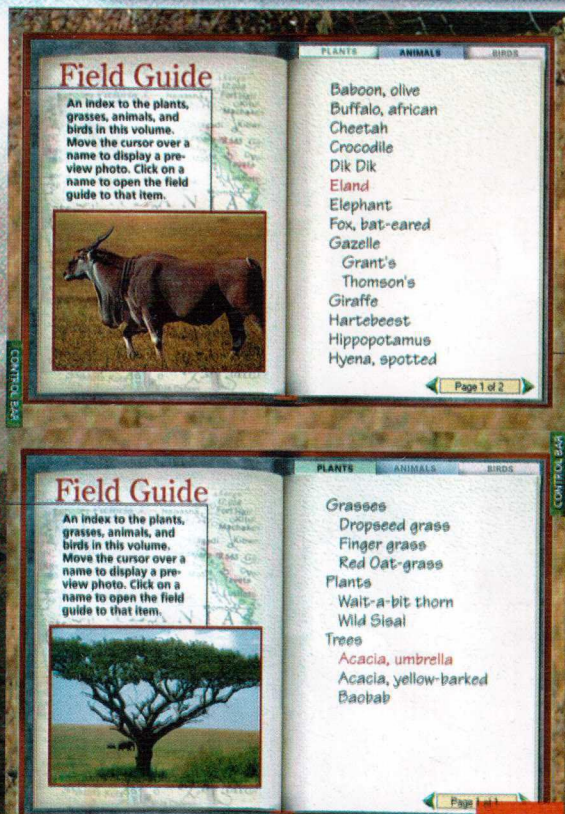 PLANTS ANIMALS BIRDS
Field Guide
An index to the plants,
grasses, animals, and
birds in this volume.
Move the cursor over a
name to display a pre-
view photo. Click on a
name to open the field
guide to that item.
Baboon, olive
Buffalo, african
Cheetah
Crocodile
Dik Dik
Eland
Elephant
Fox, bat-eared
Gazelle
Grant's
Thomson's
Giraffe
Hartebeest
Hippopotamus
Hyena, spotted
Page 1 of 2
CONTROL BAR
PLANTS ANIMALS BIRDS
Field Guide
An index to the plants,
grasses, animals, and
birds in this volume.
Move the cursor over a
name to display a pre-
view photo. Click on a
name to open the field
guide to that item.
Grasses
Dropseed grass
Finger grass
Red Oat-grass
Plants
Wait-a-bit thorn
Wild Sisal
Trees
Acacia, umbrella
Acacia, yellow-barked
Baobab
Page 1 of 1
CONTROL BAR